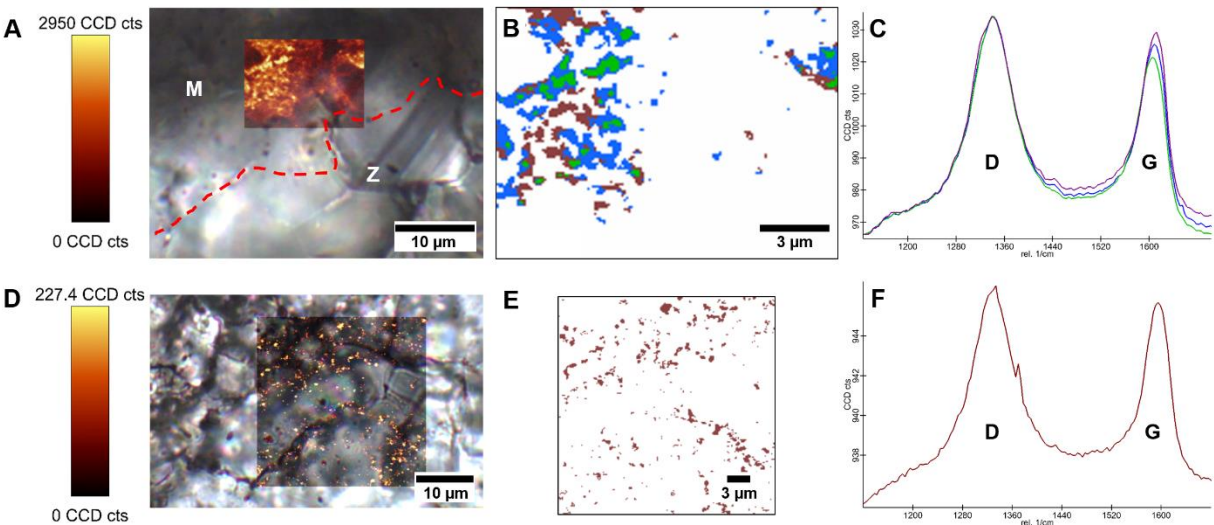 A
2950 CCD cts
0 CCD cts
M
Z
10 µm
B
3 µm
C
CCD cts
1030
1020
1010
1000
990
980
970
D
G
1200 1280 1360 1440 1520 1600
rel. 1/cm
D
227.4 CCD cts
0 CCD cts
10 µm
E
3 µm
F
CCD cts
944
942
940
938
D
G
1200 1280 1360 1440 1520 1600
rel. 1/cm